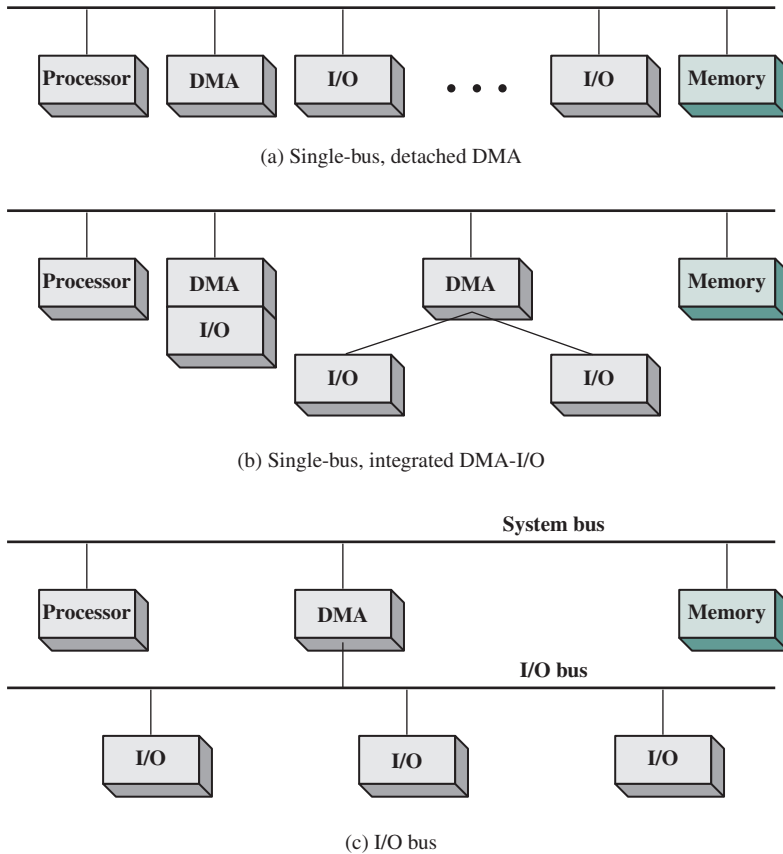 Processor DMA I/O • • • I/O Memory
(a) Single-bus, detached DMA
Processor DMA DMA Memory
I/O
I/O I/O
(b) Single-bus, integrated DMA-I/O
System bus
Processor DMA Memory
I/O bus
I/O I/O I/O
(c) I/O bus